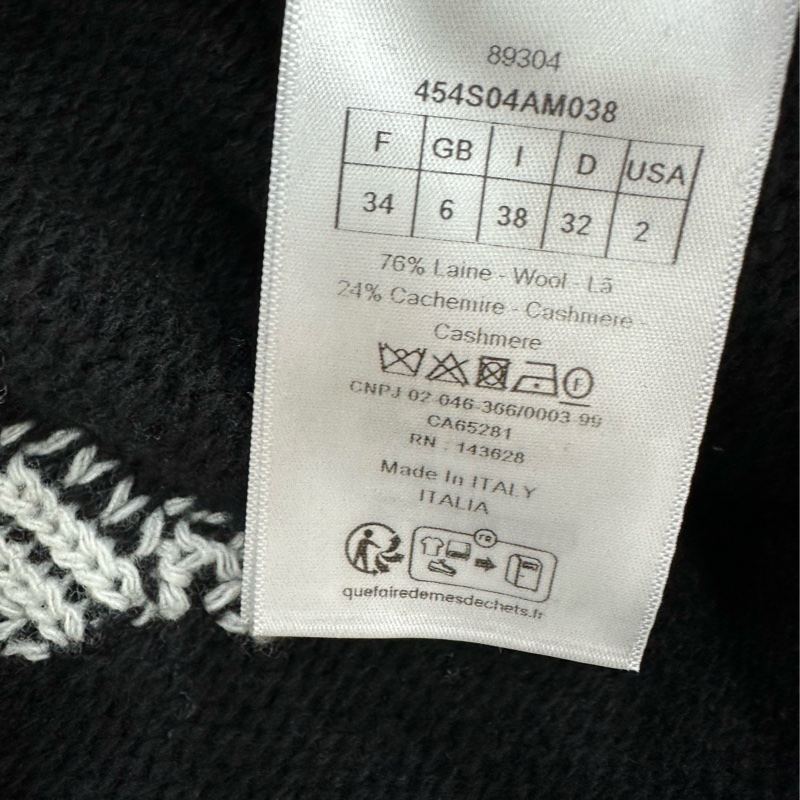 89304
454S04AM038
F GB I D USA
34 6 38 32 2
76% Laine - Wool - Lã
24% Cachemire - Cashmere -
Cashmere
F
CNPJ 02-046-366/0003-99
CA65281
RN : 143628
Made In ITALY
ITALIA
FR
quefairedemesdechets.fr